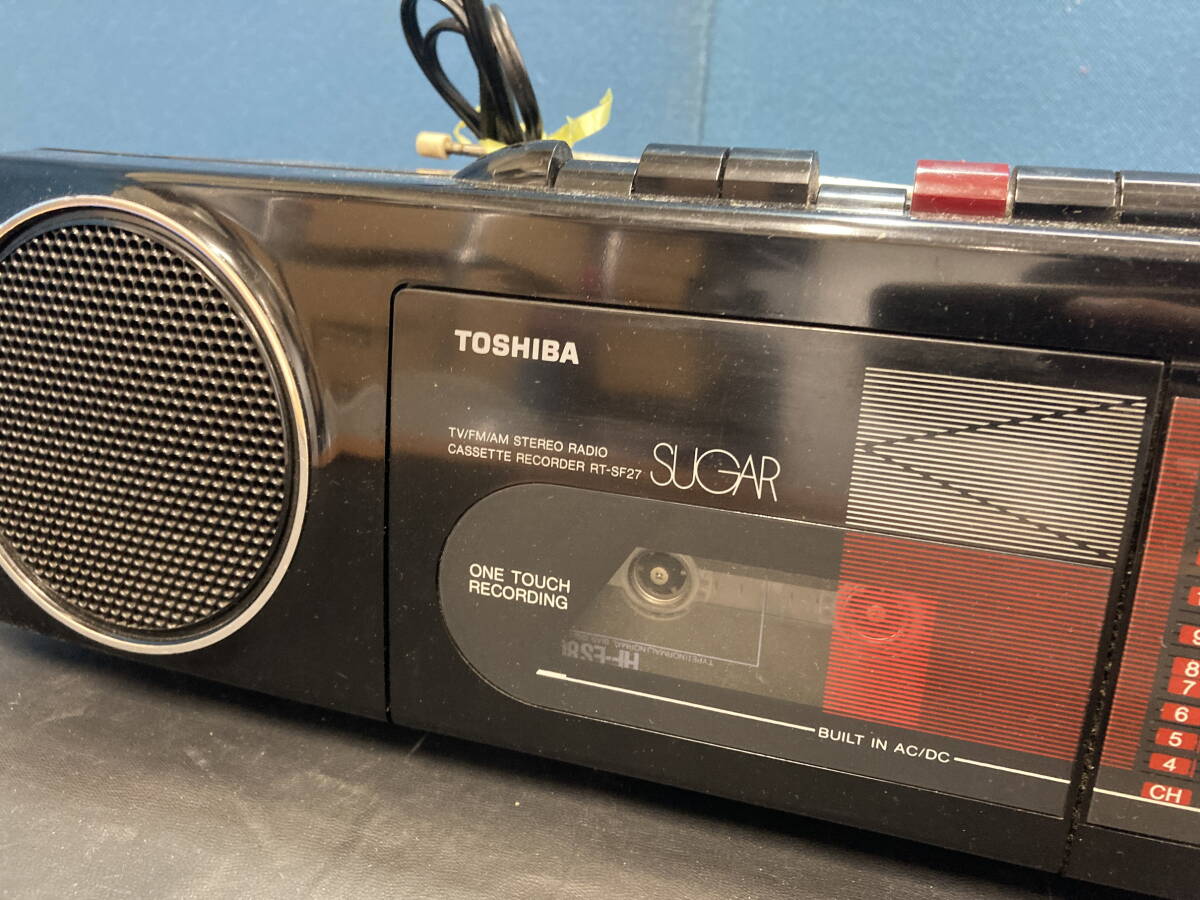 TOSHIBA
TV/FM/AM STEREO RADIO
CASSETTE RECORDER RT-SF27
SUGAR
ONE TOUCH
RECORDING
BUILT IN AC/DC
9
8
7
6
5
4
CH